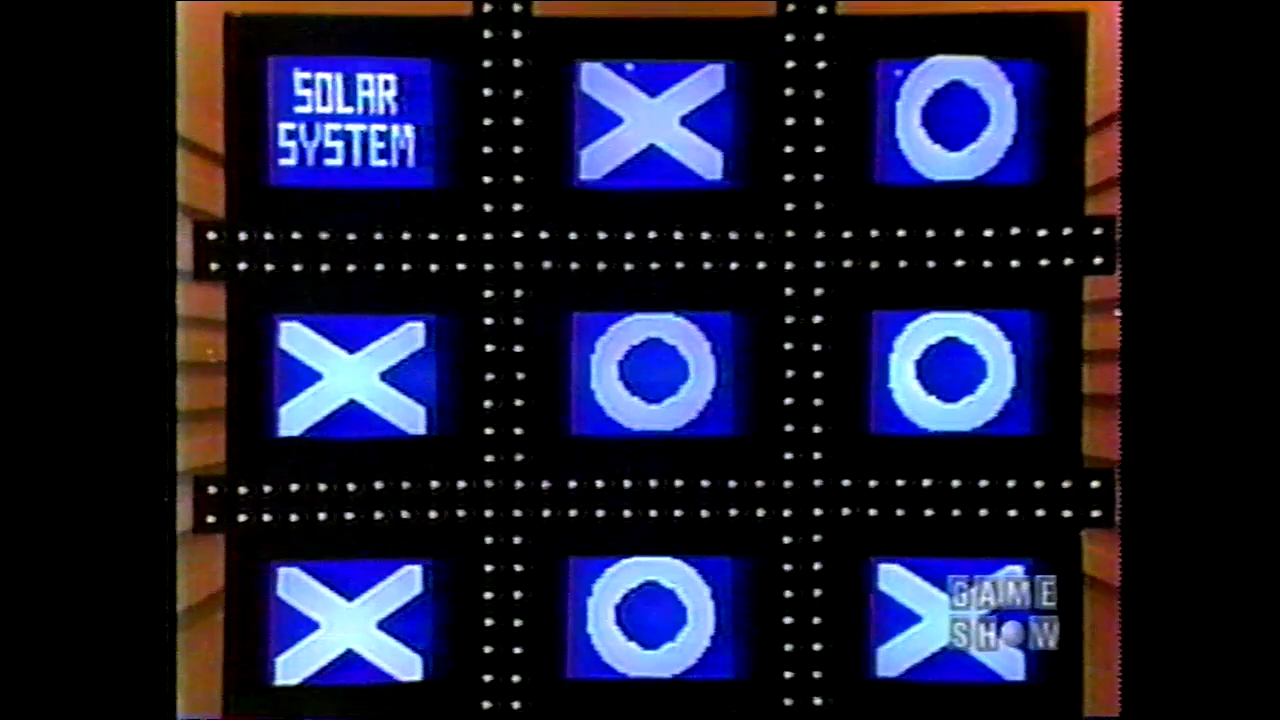 SOLAR
SYSTEM
X O
X O O
X O X
GAME
SHOW